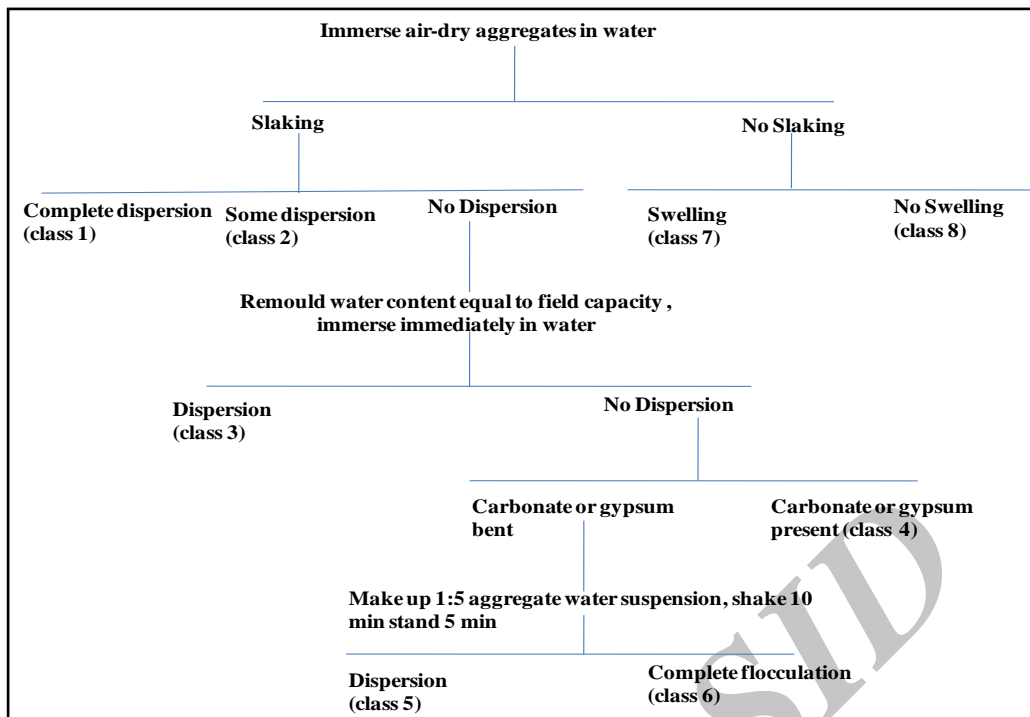 Immerse air-dry aggregates in water
Slaking
No Slaking
Complete dispersion
(class 1)
Some dispersion
(class 2)
No Dispersion
Swelling
(class 7)
No Swelling
(class 8)
Remould water content equal to field capacity ,
immerse immediately in water
Dispersion
(class 3)
No Dispersion
Carbonate or gypsum
bent
Carbonate or gypsum
present (class 4)
Make up 1:5 aggregate water suspension, shake 10
min stand 5 min
Dispersion
(class 5)
Complete flocculation
(class 6)
SID